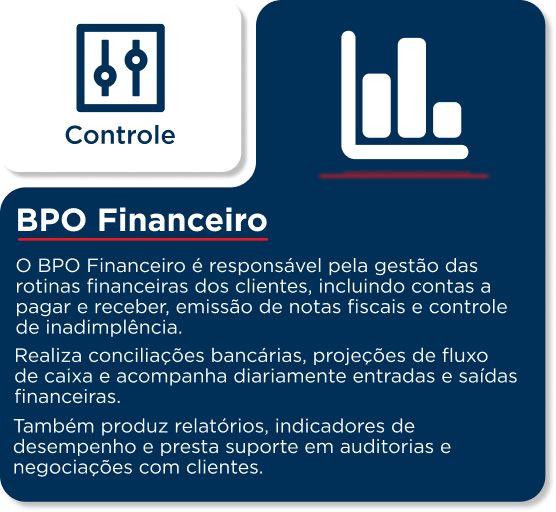 Controle
BPO Financeiro
O BPO Financeiro é responsável pela gestão das
rotinas financeiras dos clientes, incluindo contas a
pagar e receber, emissão de notas fiscais e controle
de inadimplência.
Realiza conciliações bancárias, projeções de fluxo
de caixa e acompanha diariamente entradas e saídas
financeiras.
Também produz relatórios, indicadores de
desempenho e presta suporte em auditorias e
negociações com clientes.